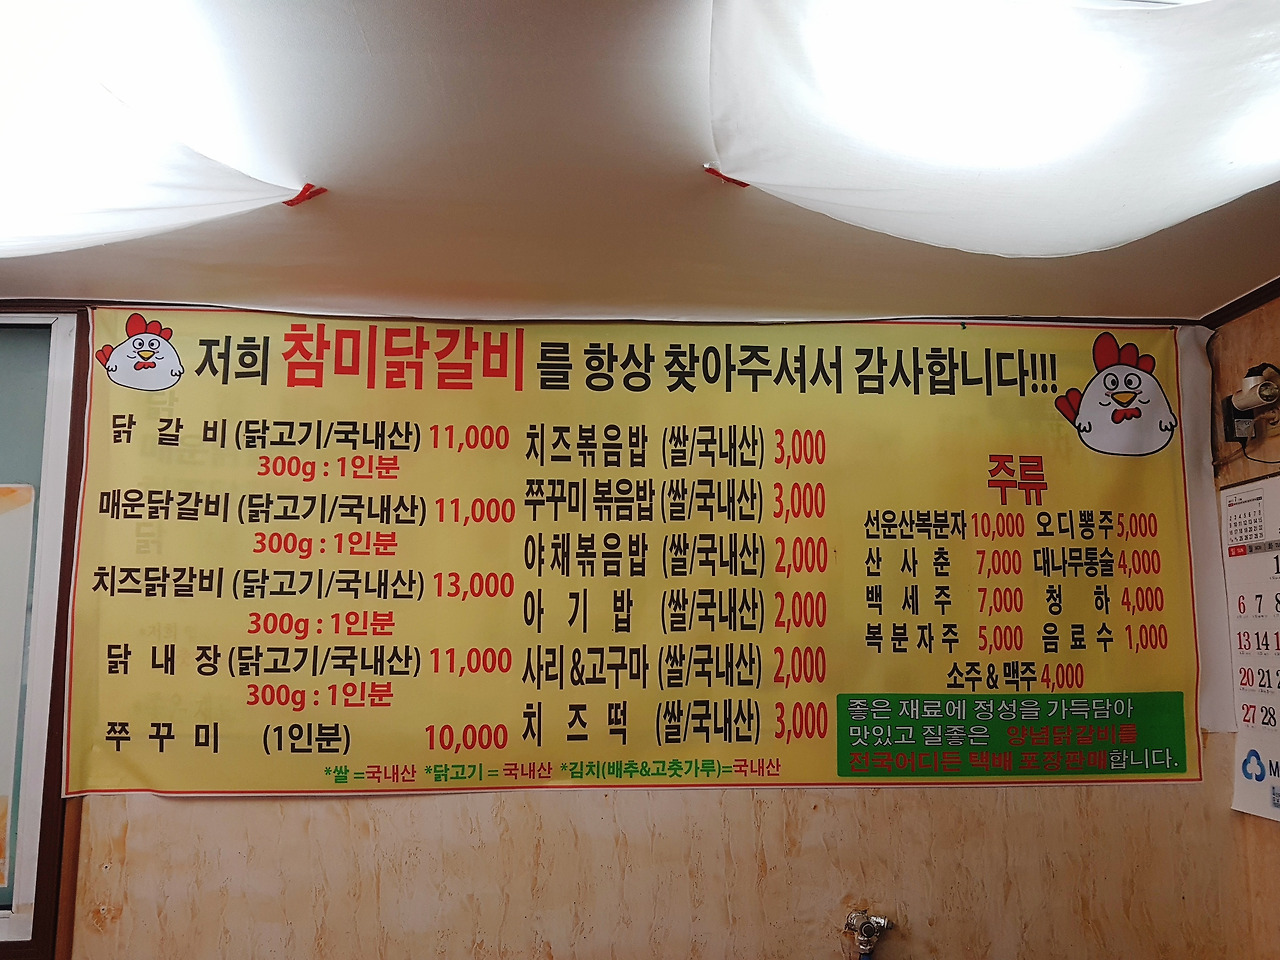 저희 참미닭갈비를 항상 찾아주셔서 감사합니다!!!
닭 갈 비 (닭고기/국내산) 11,000
300g : 1인분
매운닭갈비 (닭고기/국내산) 11,000
300g : 1인분
치즈닭갈비 (닭고기/국내산) 13,000
300g : 1인분
닭 내 장 (닭고기/국내산) 11,000
300g : 1인분
쭈 꾸 미 (1인분) 10,000
치즈볶음밥 (쌀/국내산) 3,000
쭈꾸미볶음밥 (쌀/국내산) 3,000
야채볶음밥 (쌀/국내산) 2,000
아 기 밥 (쌀/국내산) 2,000
사리&고구마 (쌀/국내산) 2,000
치 즈 떡 (쌀/국내산) 3,000
*쌀 =국내산 *닭고기 = 국내산 *김치(배추&고춧가루)=국내산
주류
선운산복분자 10,000 오디뽕주 5,000
산 사 춘 7,000 대나무통술 4,000
백 세 주 7,000 청 하 4,000
복분자주 5,000 음료수 1,000
소주 & 맥주 4,000
좋은 재료에 정성을 가득담아
맛있고 질좋은 양념닭갈비를
전국어디든 택배 포장판매합니다.
6 7 8
13 14 15
20 21
27 28